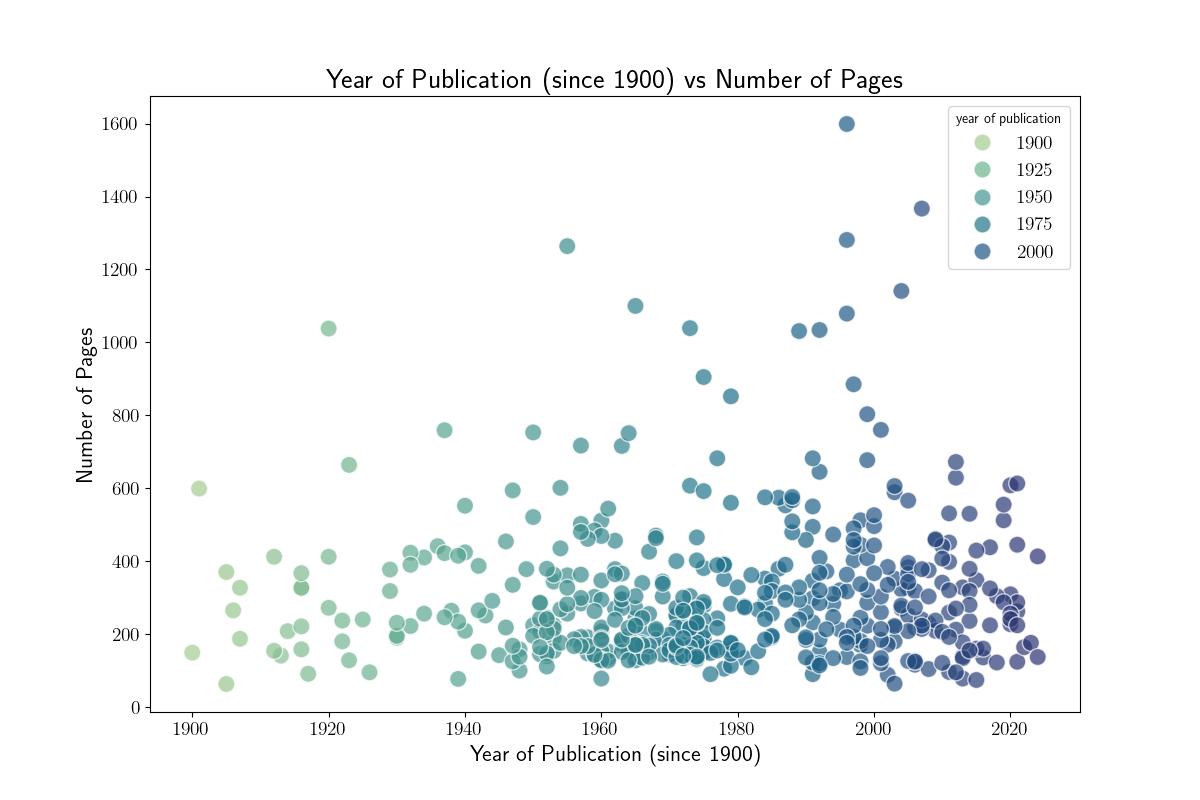 Year of Publication (since 1900) vs Number of Pages
year of publication
1900
1925
1950
1975
2000
Number of Pages
1600
1400
1200
1000
800
600
400
200
0
1900 1920 1940 1960 1980 2000 2020
Year of Publication (since 1900)